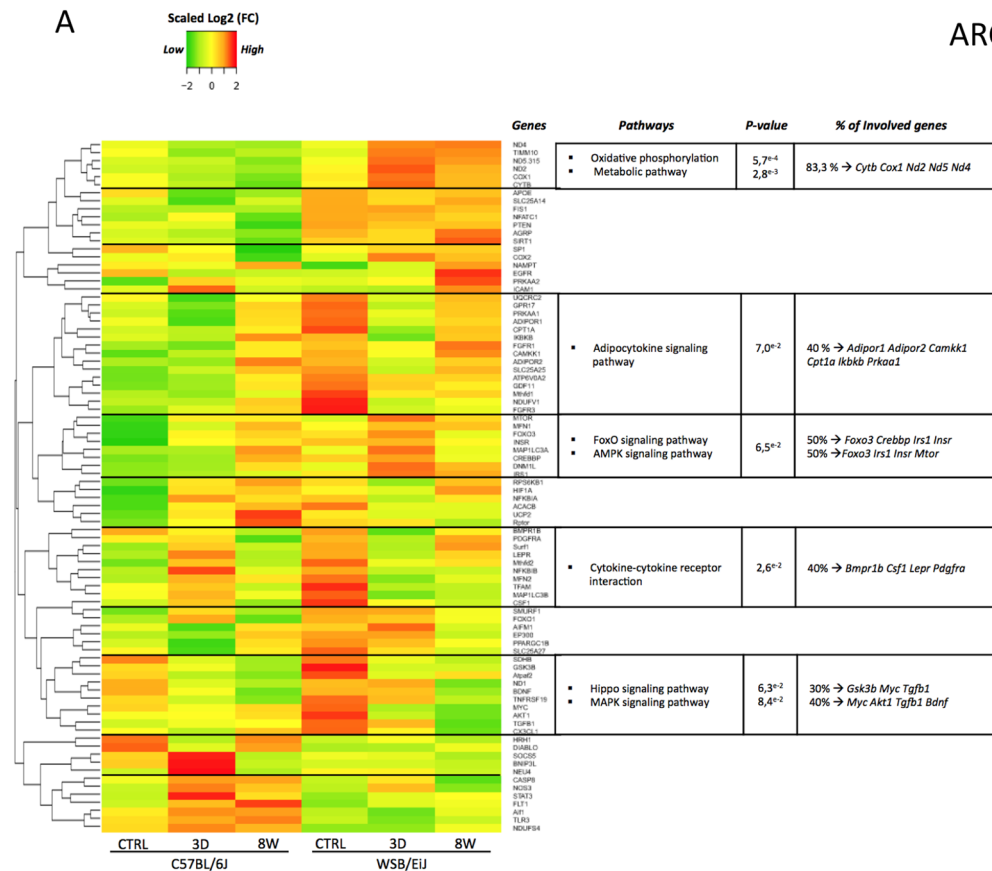 A
ARC
Scaled Log2 (FC)
Low
High
−2 0 2
Genes Pathways P-value % of Involved genes
ND4
TIMM10
ND5.315
ND2
COX1
CYTB
▪ Oxidative phosphorylation
▪ Metabolic pathway
5,7e-4
2,8e-3
83,3 % → Cytb Cox1 Nd2 Nd5 Nd4
APOE
SLC25A14
FIS1
NFATC1
PTEN
AGRP
SIRT1
SP1
COX2
NAMPT
EGFR
PRKAA2
ICAM1
UQCRC2
GPR17
PRKAA1
ADIPOR1
CPT1A
IKBKB
FGFR1
CAMKK1
ADIPOR2
SLC25A25
ATP6V0A2
GDF11
Mthfd1
NDUFV1
FGFR3
▪ Adipocytokine signaling
pathway
7,0e-2
40 % → Adipor1 Adipor2 Camkk1
Cpt1a Ikbkb Prkaa1
MTOR
MFN1
FOXO3
INSR
MAP1LC3A
CREBBP
DNM1L
IRS1
▪ FoxO signaling pathway
▪ AMPK signaling pathway
6,5e-2
50% → Foxo3 Crebbp Irs1 Insr
50% →Foxo3 Irs1 Insr Mtor
RPS6KB1
HIF1A
NFKBIA
ACACB
UCP2
Rptor
BMPR1B
PDGFRA
Surf1
LEPR
Mthfd2
NFKBIB
MFN2
TFAM
MAP1LC3B
CSF1
▪ Cytokine-cytokine receptor
interaction
2,6e-2
40% → Bmpr1b Csf1 Lepr Pdgfra
SMURF1
FOXO1
AIFM1
EP300
PPARGC1B
SLC25A27
SDHB
GSK3B
Atpaf2
ND1
BDNF
TNFRSF19
MYC
AKT1
TGFB1
CX3CL1
▪ Hippo signaling pathway
▪ MAPK signaling pathway
6,3e-2
8,4e-2
30% → Gsk3b Myc Tgfb1
40% → Myc Akt1 Tgfb1 Bdnf
HRH1
DIABLO
SOCS5
BNIP3L
NEU4
CASP8
NOS3
STAT3
FLT1
Aif1
TLR3
NDUFS4
CTRL 3D 8W CTRL 3D 8W
C57BL/6J WSB/EiJ